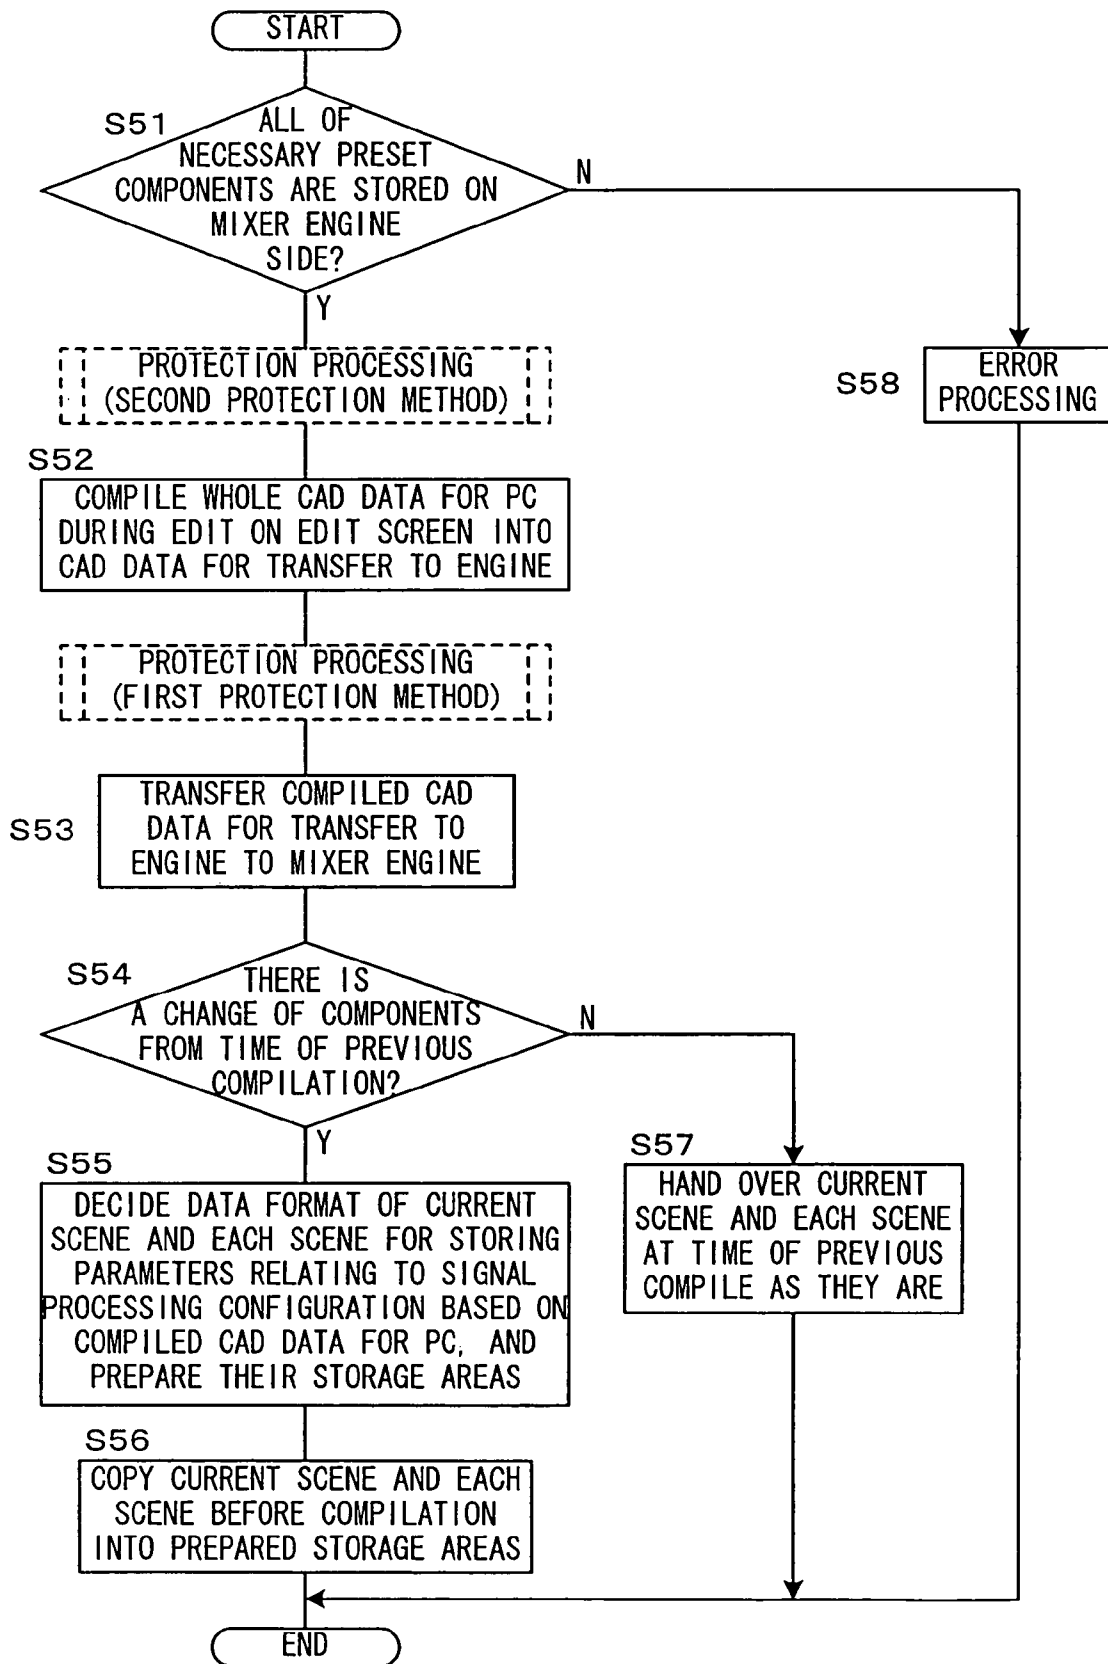 START
S51
ALL OF
NECESSARY PRESET
COMPONENTS ARE STORED ON
MIXER ENGINE
SIDE?
N
Y
PROTECTION PROCESSING
(SECOND PROTECTION METHOD)
S58
ERROR
PROCESSING
S52
COMPILE WHOLE CAD DATA FOR PC
DURING EDIT ON EDIT SCREEN INTO
CAD DATA FOR TRANSFER TO ENGINE
PROTECTION PROCESSING
(FIRST PROTECTION METHOD)
S53
TRANSFER COMPILED CAD
DATA FOR TRANSFER TO
ENGINE TO MIXER ENGINE
S54
THERE IS
A CHANGE OF COMPONENTS
FROM TIME OF PREVIOUS
COMPILATION?
N
Y
S55
DECIDE DATA FORMAT OF CURRENT
SCENE AND EACH SCENE FOR STORING
PARAMETERS RELATING TO SIGNAL
PROCESSING CONFIGURATION BASED ON
COMPILED CAD DATA FOR PC, AND
PREPARE THEIR STORAGE AREAS
S57
HAND OVER CURRENT
SCENE AND EACH SCENE
AT TIME OF PREVIOUS
COMPILE AS THEY ARE
S56
COPY CURRENT SCENE AND EACH
SCENE BEFORE COMPILATION
INTO PREPARED STORAGE AREAS
END